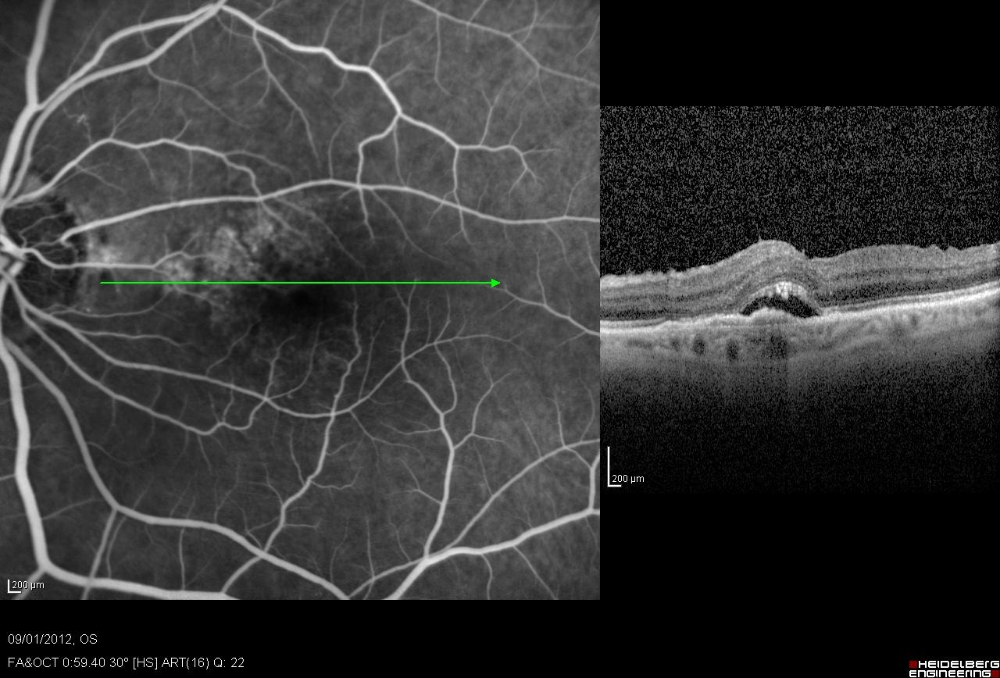 200 µm
200 µm
09/01/2012, OS
FA&OCT 0:59.40 30° [HS] ART(16) Q: 22
HEIDELBERG
ENGINEERING